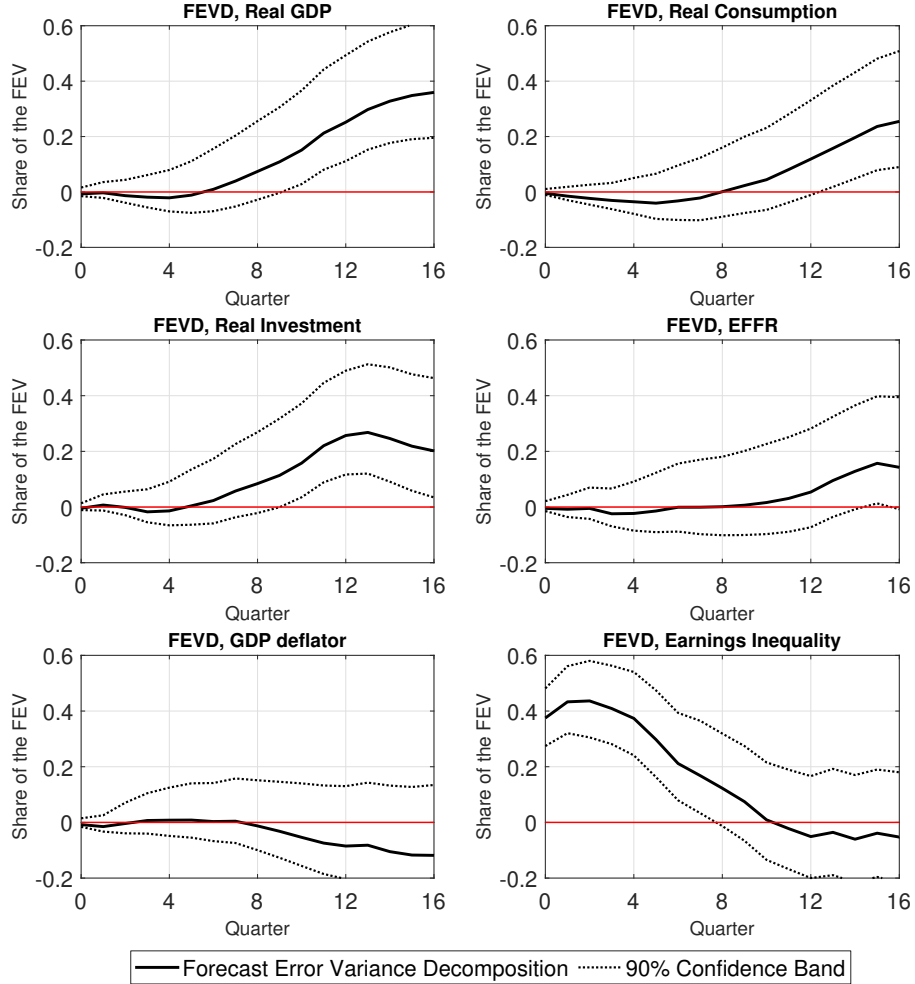 FEVD, Real GDP
Share of the FEV
0.6
0.4
0.2
0
-0.2
0 4 8 12 16
Quarter
FEVD, Real Consumption
Share of the FEV
0.6
0.4
0.2
0
-0.2
0 4 8 12 16
Quarter
FEVD, Real Investment
Share of the FEV
0.6
0.4
0.2
0
-0.2
0 4 8 12 16
Quarter
FEVD, EFFR
Share of the FEV
0.6
0.4
0.2
0
-0.2
0 4 8 12 16
Quarter
FEVD, GDP deflator
Share of the FEV
0.6
0.4
0.2
0
-0.2
0 4 8 12 16
Quarter
FEVD, Earnings Inequality
Share of the FEV
0.6
0.4
0.2
0
-0.2
0 4 8 12 16
Quarter
Forecast Error Variance Decomposition 90% Confidence Band